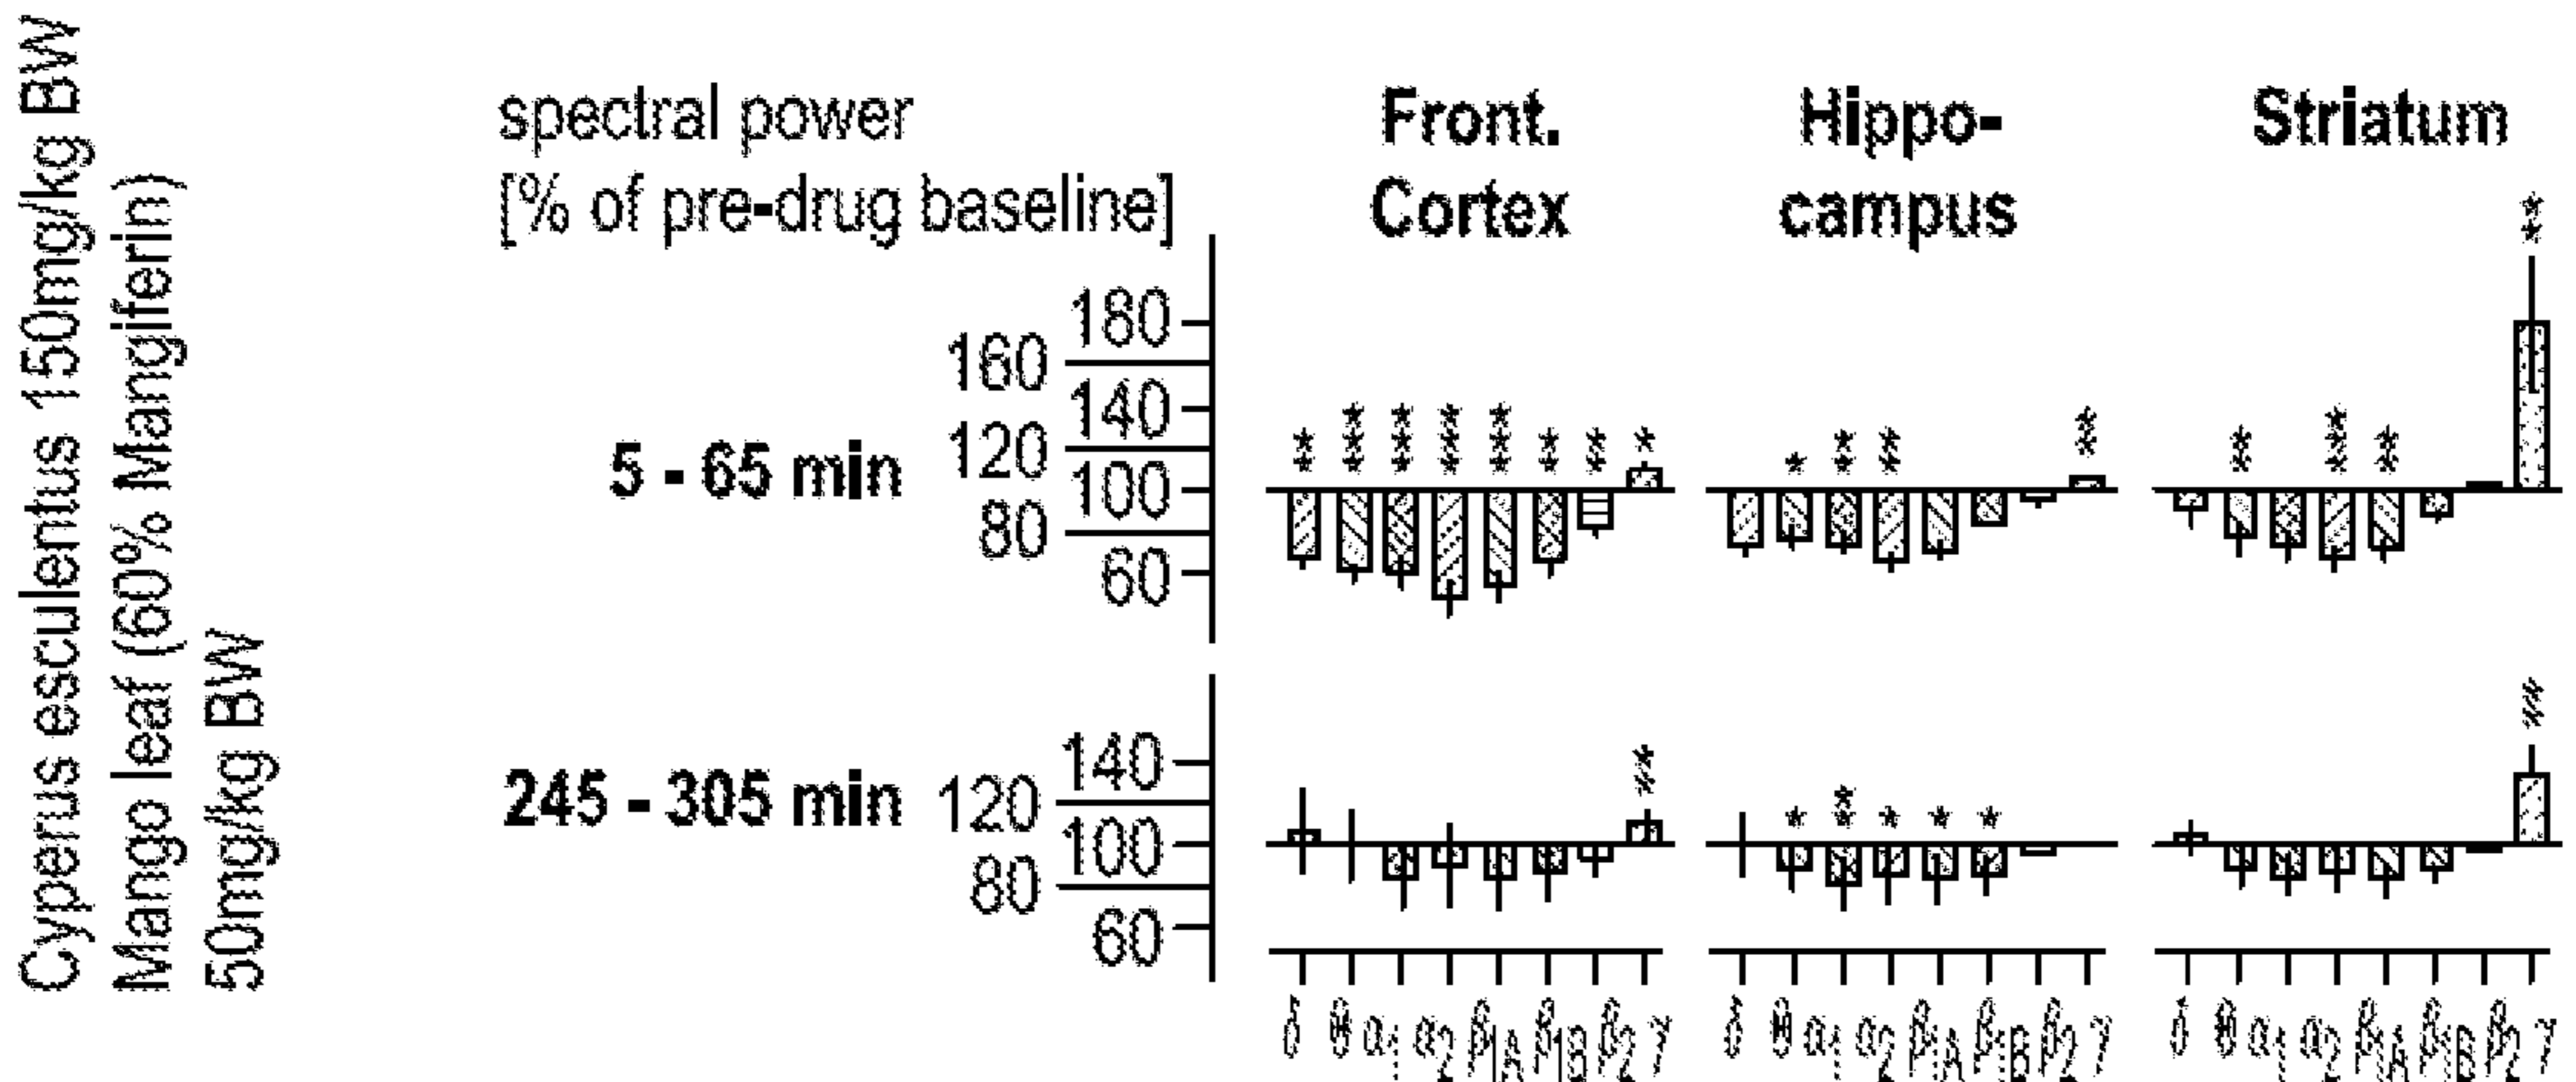 Cyperus esculentus 150mg/kg BW
Mango leaf (60% Mangiferin)
50mg/kg BW
spectral power
[% of pre-drug baseline]
Front.
Cortex
Hippo-
campus
Striatum
5 - 65 min
180
160
140
120
100
80
60
** *** *** *** *** ** ** *
* ** ** **
** *** ** **
245 - 305 min
140
120
100
80
60
**
* ** * * *
**
δ θ α1 α2 β1A β1B β2 γ
δ θ α1 α2 β1A β1B β2 γ
δ θ α1 α2 β1A β1B β2 γ